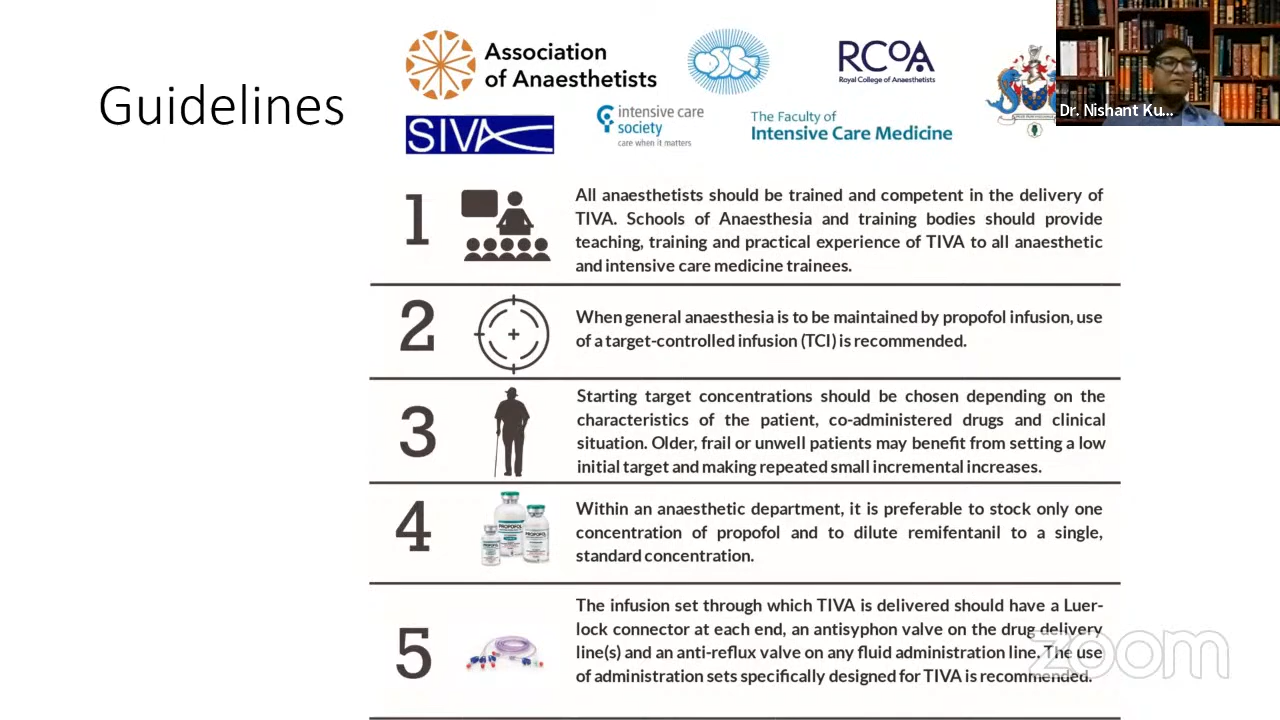 Guidelines
Association
of Anaesthetists
RCOA
Royal College of Anaesthetists
SIVA
intensive care
society
care when it matters
The Faculty of
Intensive Care Medicine
Dr. Nishant Ku...
1
All anaesthetists should be trained and competent in the delivery of
TIVA. Schools of Anaesthesia and training bodies should provide
teaching, training and practical experience of TIVA to all anaesthetic
and intensive care medicine trainees.
2
When general anaesthesia is to be maintained by propofol infusion, use
of a target-controlled infusion (TCI) is recommended.
3
Starting target concentrations should be chosen depending on the
characteristics of the patient, co-administered drugs and clinical
situation. Older, frail or unwell patients may benefit from setting a low
initial target and making repeated small incremental increases.
4
PROPOFOL
PROPOFOL
PROPOFOL
Within an anaesthetic department, it is preferable to stock only one
concentration of propofol and to dilute remifentanil to a single,
standard concentration.
5
The infusion set through which TIVA is delivered should have a Luer-
lock connector at each end, an antisyphon valve on the drug delivery
line(s) and an anti-reflux valve on any fluid administration line. The use
of administration sets specifically designed for TIVA is recommended.
zoom